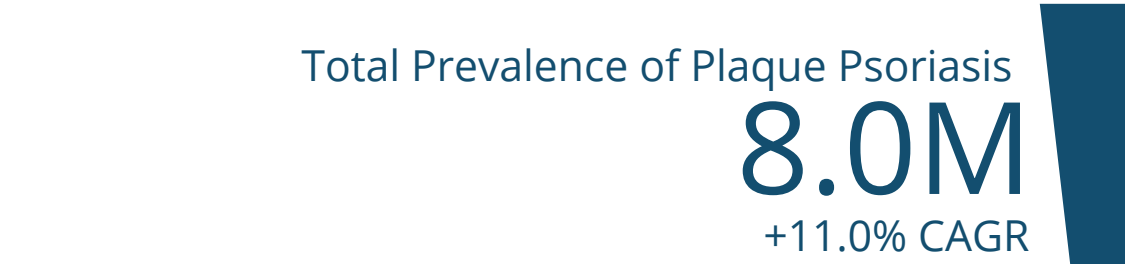 Total Prevalence of Plaque Psoriasis
8.0M
+11.0% CAGR